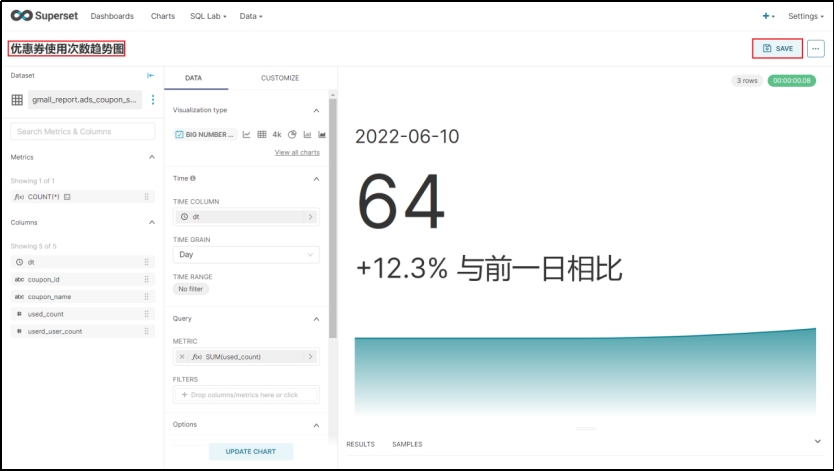 Superset Dashboards Charts SQL Lab Data Settings
优惠券使用次数趋势图 SAVE
Dataset
gmall_report.ads_coupon_s...
Search Metrics & Columns
Metrics
Showing 1 of 1
f(x) COUNT(*)
Columns
Showing 5 of 5
dt
abc coupon_id
abc coupon_name
# used_count
# userd_user_count
DATA CUSTOMIZE
Visualization type
BIG NUMBER ... 4k
View all charts
Time
TIME COLUMN
dt
TIME GRAIN
Day
TIME RANGE
No filter
Query
METRIC
f(x) SUM(used_count)
FILTERS
+ Drop columns/metrics here or click
Options
UPDATE CHART
3 rows 00:00:00.08
2022-06-10
64
+12.3% 与前一日相比
RESULTS SAMPLES